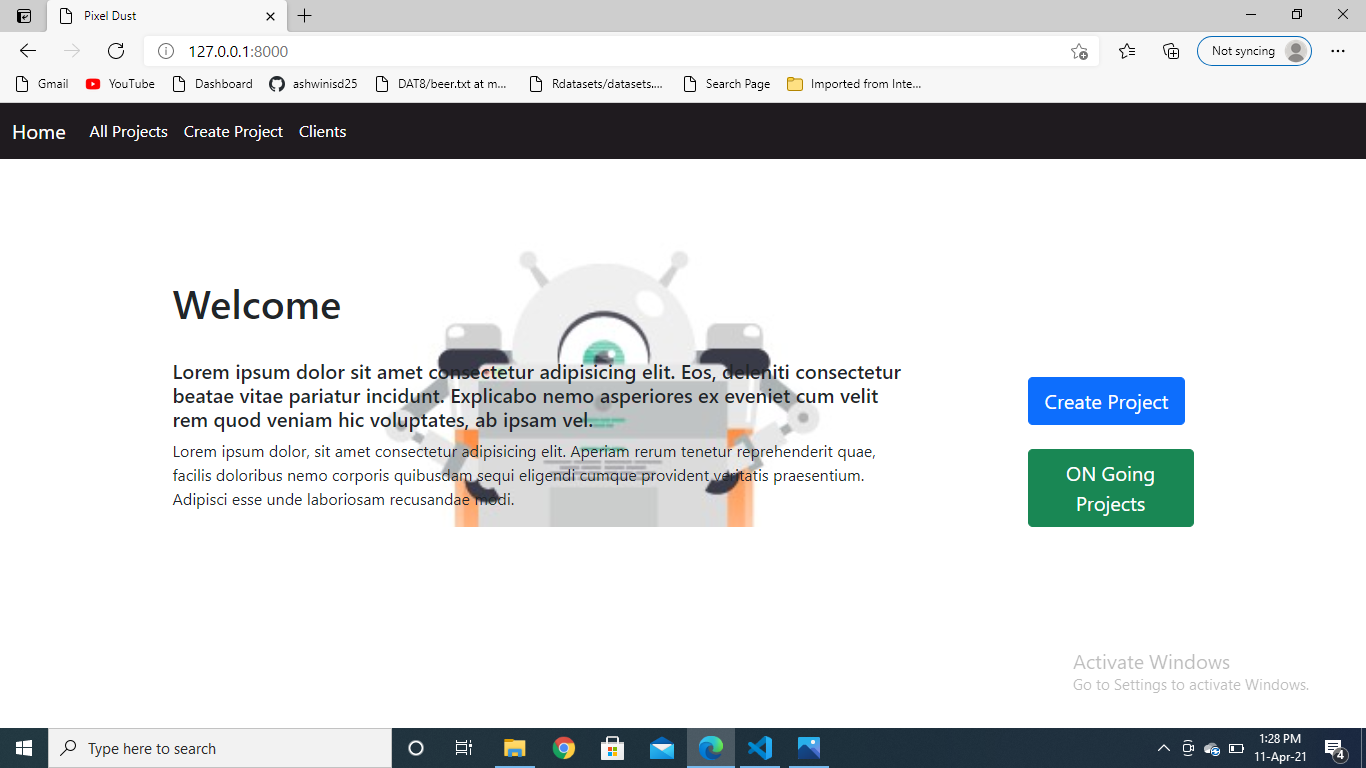 Pixel Dust
127.0.0.1:8000
Not syncing
Gmail
YouTube
Dashboard
ashwinisd25
DAT8/beer.txt at m...
Rdatasets/datasets....
Search Page
Imported from Inte...
Home
All Projects
Create Project
Clients
Welcome
Lorem ipsum dolor sit amet consectetur adipisicing elit. Eos, deleniti consectetur
beatae vitae pariatur incidunt. Explicabo nemo asperiores ex eveniet cum velit
rem quod veniam hic voluptates, ab ipsam vel.
Lorem ipsum dolor, sit amet consectetur adipisicing elit. Aperiam rerum tenetur reprehenderit quae,
facilis doloribus nemo corporis quibusdam sequi eligendi cumque provident veritatis praesentium.
Adipisci esse unde laboriosam recusandae modi.
Create Project
ON Going
Projects
Activate Windows
Go to Settings to activate Windows.
Type here to search
1:28 PM
11-Apr-21
4